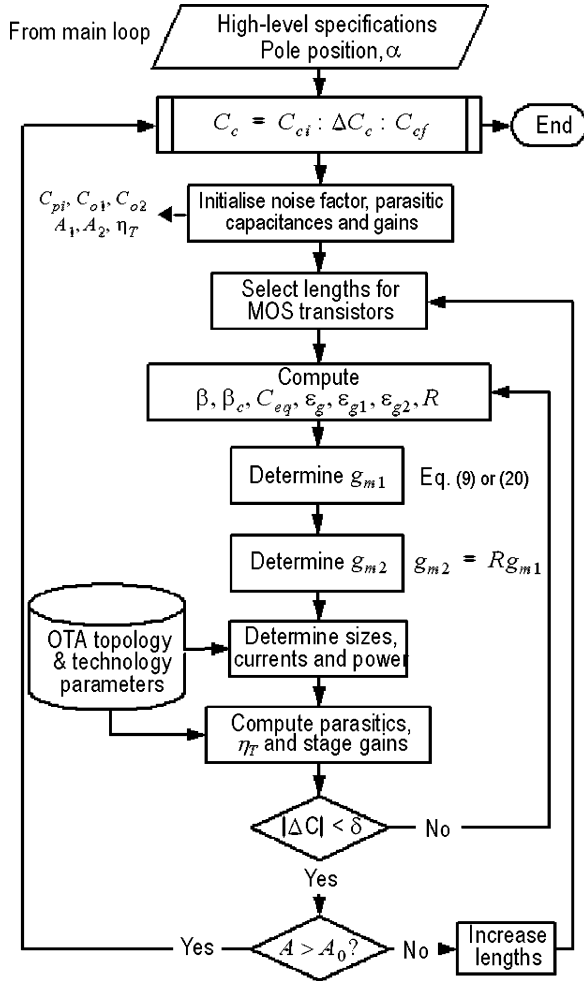 From main loop
High-level specifications
Pole position, α
C_c = C_ci : ΔC_c : C_cf
End
C_pi, C_o1, C_o2
A_1, A_2, η_T
Initialise noise factor, parasitic
capacitances and gains
Select lengths for
MOS transistors
Compute
β, β_c, C_eq, ε_g, ε_g1, ε_g2, R
Determine g_m1
Eq. (9) or (20)
Determine g_m2
g_m2 = Rg_m1
OTA topology
& technology
parameters
Determine sizes,
currents and power
Compute parasitics,
η_T and stage gains
|ΔC| < δ
No
Yes
Yes
A > A_0?
No
Increase
lengths